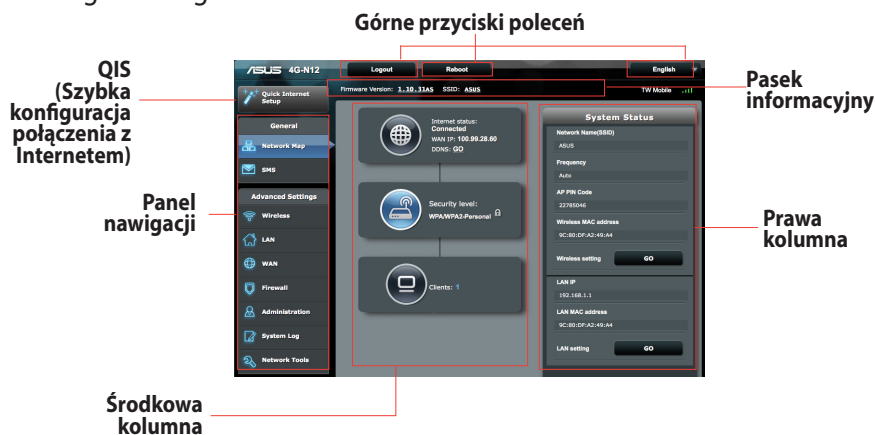 Górne przyciski poleceń
QIS
(Szybka
konfiguracja
połączenia z
Internetem)
Panel
nawigacji
Środkowa
kolumna
Pasek
informacyjny
Prawa
kolumna
/ISUS 4G-N12
Logout
Reboot
English
Quick Internet
Setup
Firmware Version: 1.10.31AS SSID: ASUS
TW Mobile
General
Network Map
SMS
Advanced Settings
Wireless
LAN
WAN
Firewall
Administration
System Log
Network Tools
Internet status:
Connected
WAN IP: 100.99.28.60
DDNS: GO
Security level:
WPA/WPA2-Personal
Clients: 1
System Status
Network Name(SSID)
ASUS
Frequency
Auto
AP PIN Code
22785046
Wireless MAC address
9C:80:DF:A2:49:A4
Wireless setting GO
LAN IP
192.168.1.1
LAN MAC address
9C:80:DF:A2:49:A4
LAN setting GO